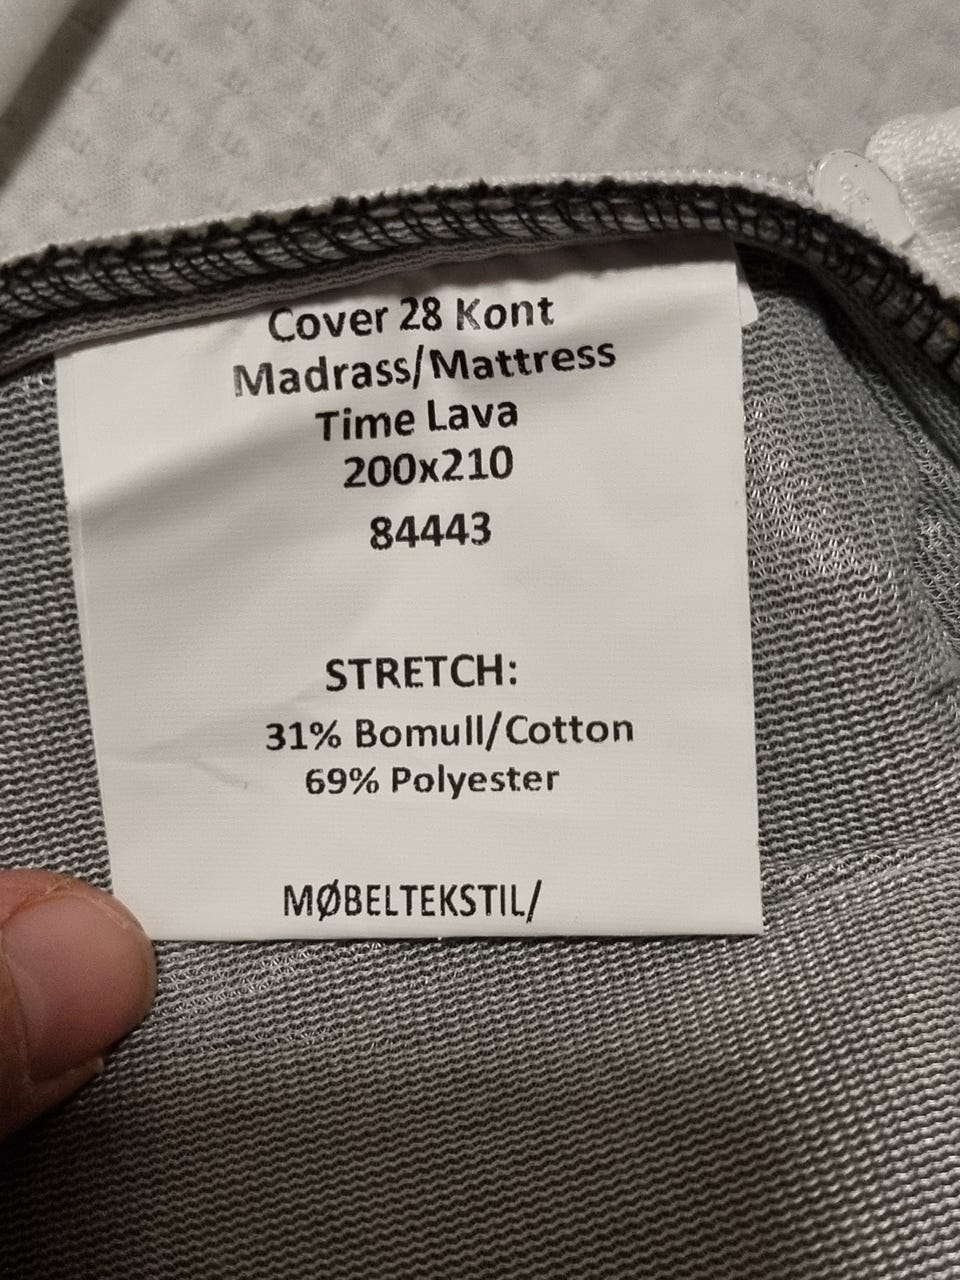 Cover 28 Kont
Madrass/Mattress
Time Lava
200x210
84443
STRETCH:
31% Bomull/Cotton
69% Polyester
MØBELTEKSTIL/